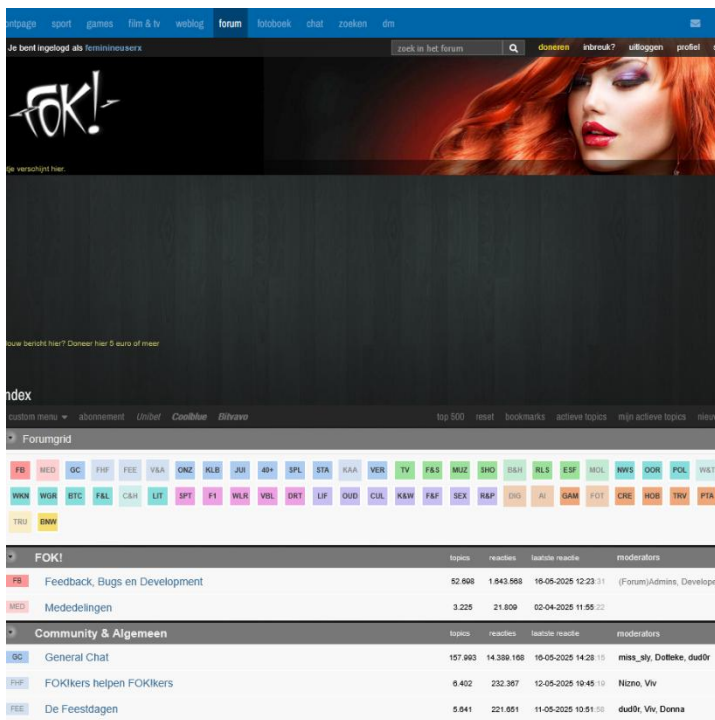 ontpage sport games film & tv weblog forum fotoboek chat zoeken dm
Je bent ingelogd als feminineuserx zoek in het forum doneren inbreuk? uitloggen profiel s
FOK!
tje verschijnt hier.
ouw bericht hier? Doneer hier 5 euro of meer
ndex
custom menu abonnement Unibet Coolblue Bitvavo top 500 reset bookmarks actieve topics mijn actieve topics nieuw
Forumgrid
FB MED GC FHF FEE V&A ONZ KLB JUI 40+ SPL STA KAA VER TV F&S MUZ SHO B&H RLS ESF MOL NWS OOR POL W&T
WKN WGR BTC F&L C&H LIT SPT F1 WLR VBL DRT LIF OUD CUL K&W F&F SEX R&P DIG AI GAM FOT CRE HOB TRV PTA
TRU BNW
FOK! topics reacties laatste reactie moderators
FB Feedback, Bugs en Development 52.698 1.643.568 16-05-2025 12:23:31 (Forum)Admins, Develope
MED Mededelingen 3.225 21.809 02-04-2025 11:55:22
Community & Algemeen topics reacties laatste reactie moderators
GC General Chat 157.993 14.389.168 16-05-2025 14:28:15 miss_sly, Dotteke, dud0r
FHF FOK!kers helpen FOK!kers 6.402 232.367 12-05-2025 19:45:19 Nizno, Viv
FEE De Feestdagen 5.641 221.651 11-05-2025 10:51:56 dud0r, Viv, Donna